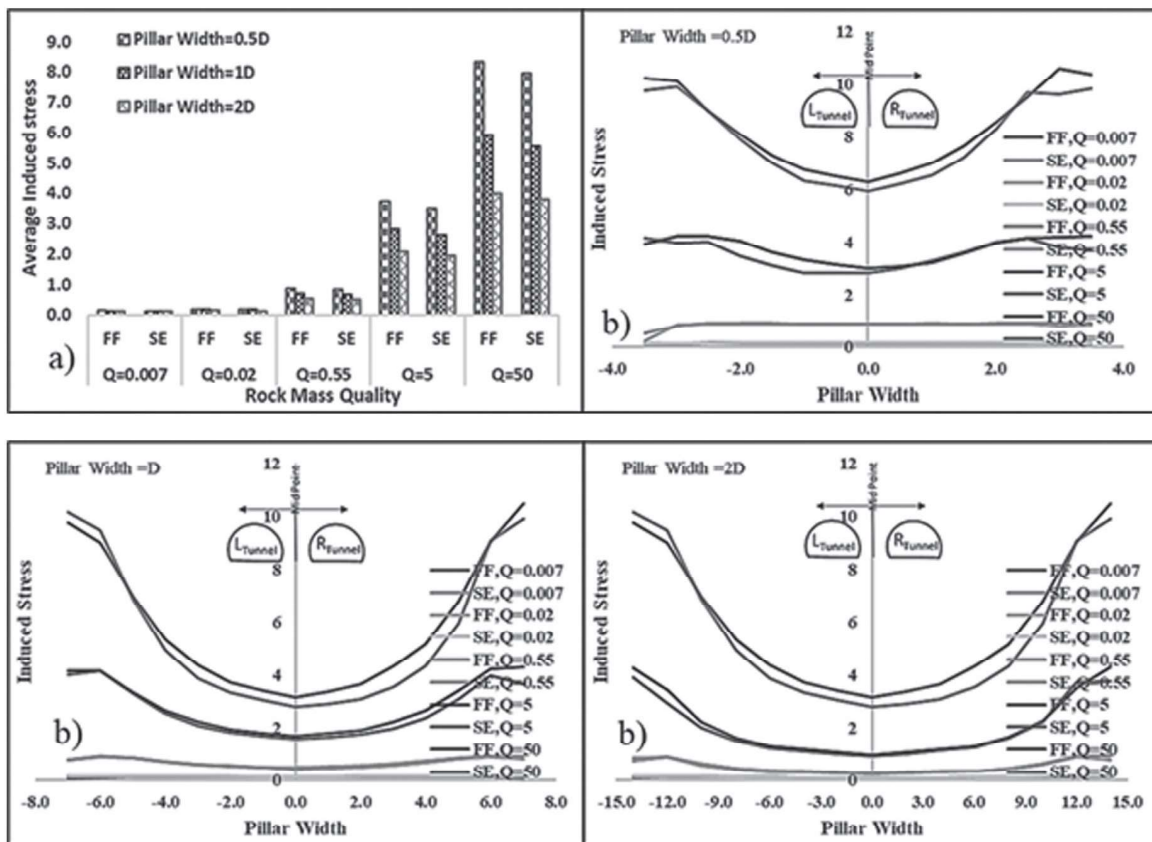 9.0
8.0
7.0
6.0
5.0
4.0
3.0
2.0
1.0
0.0
Average Induced stress
Pillar Width=0.5D
Pillar Width=1D
Pillar Width=2D
FF SE FF SE FF SE FF SE FF SE
Q=0.007 Q=0.02 Q=0.55 Q=5 Q=50
Rock Mass Quality
a)
Pillar Width =0.5D
12
10
8
6
4
2
0
Induced Stress
Mid Point
LTunnel
RFunnel
FF,Q=0.007
SE,Q=0.007
FF,Q=0.02
SE,Q=0.02
FF,Q=0.55
SE,Q=0.55
FF,Q=5
SE,Q=5
FF,Q=50
SE,Q=50
b)
-4.0 -2.0 0.0 2.0 4.0
Pillar Width
Pillar Width =D
12
10
8
6
4
2
0
Induced Stress
Mid Point
LTunnel
RFunnel
FF,Q=0.007
SE,Q=0.007
FF,Q=0.02
SE,Q=0.02
FF,Q=0.55
SE,Q=0.55
FF,Q=5
SE,Q=5
FF,Q=50
SE,Q=50
b)
-8.0 -6.0 -4.0 -2.0 0.0 2.0 4.0 6.0 8.0
Pillar Width
Pillar Width =2D
12
10
8
6
4
2
0
Induced Stress
Mid Point
LTunnel
RFunnel
FF,Q=0.007
SE,Q=0.007
FF,Q=0.02
SE,Q=0.02
FF,Q=0.55
SE,Q=0.55
FF,Q=5
SE,Q=5
FF,Q=50
SE,Q=50
b)
-15.0 -12.0 -9.0 -6.0 -3.0 0.0 3.0 6.0 9.0 12.0 15.0
Pillar Width